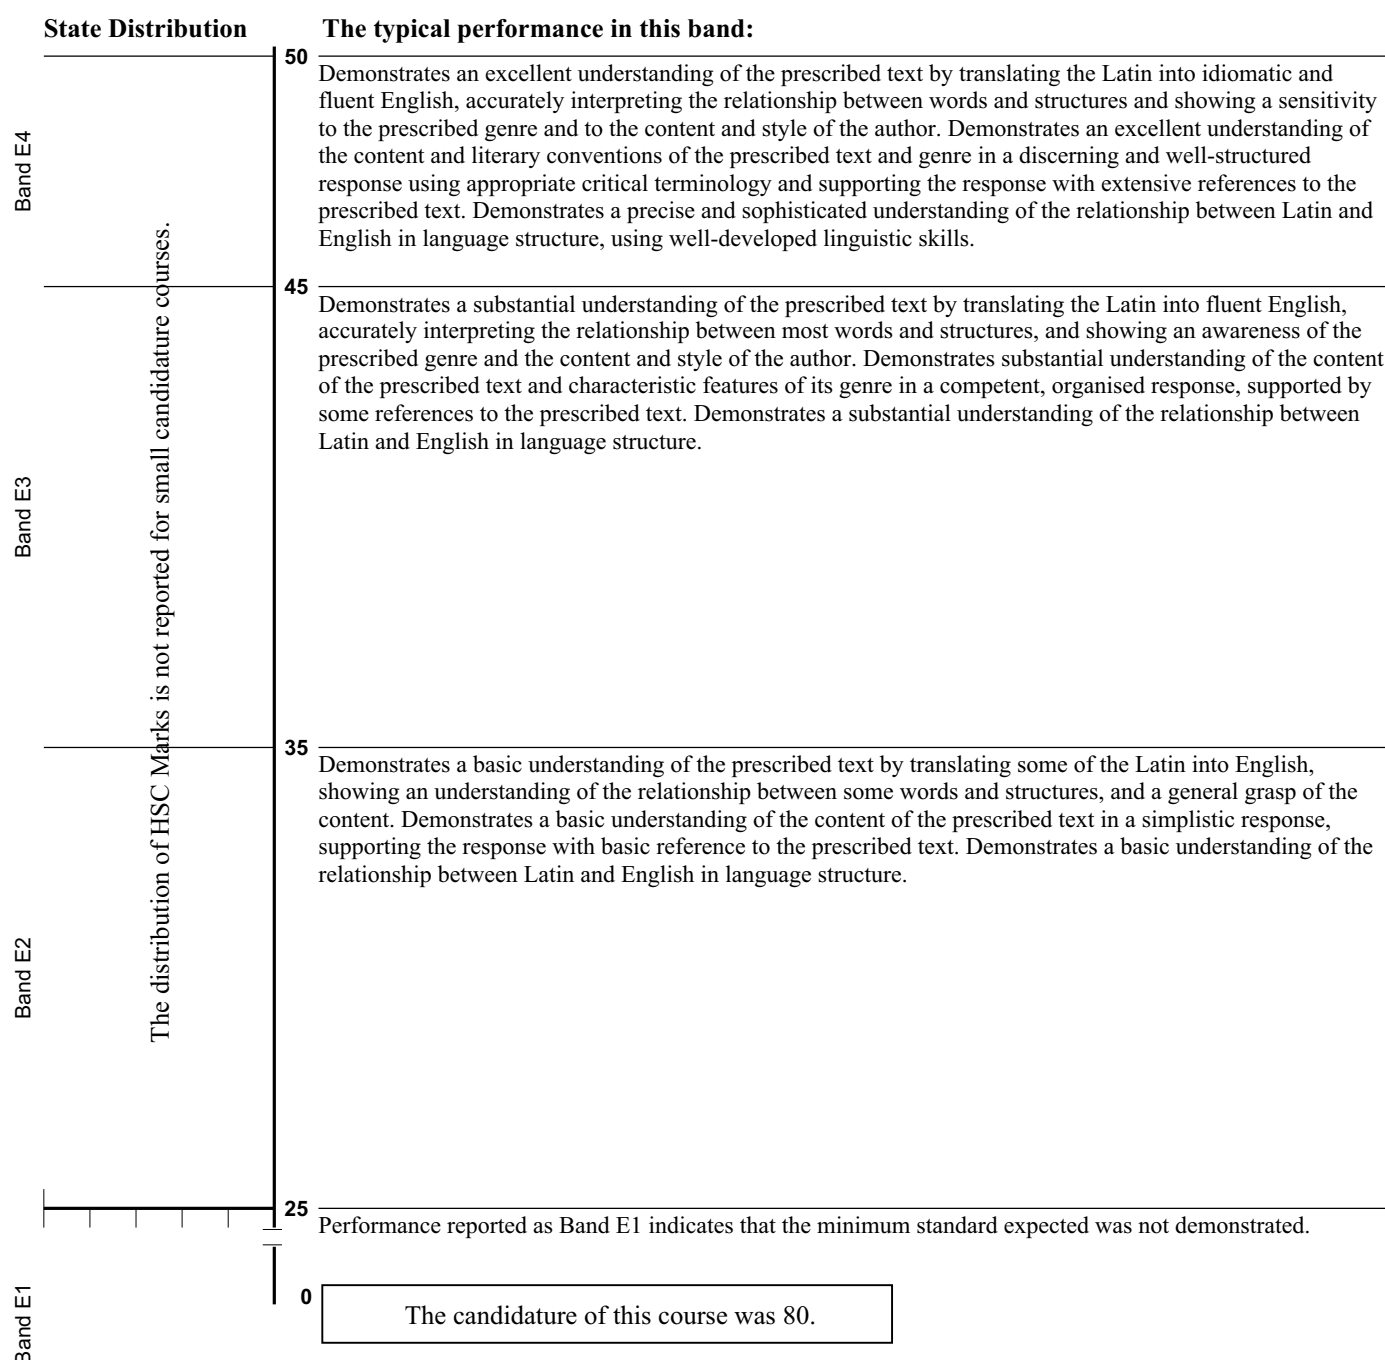 State Distribution
The typical performance in this band:
50
Demonstrates an excellent understanding of the prescribed text by translating the Latin into idiomatic and
fluent English, accurately interpreting the relationship between words and structures and showing a sensitivity
to the prescribed genre and to the content and style of the author. Demonstrates an excellent understanding of
the content and literary conventions of the prescribed text and genre in a discerning and well-structured
response using appropriate critical terminology and supporting the response with extensive references to the
prescribed text. Demonstrates a precise and sophisticated understanding of the relationship between Latin and
English in language structure, using well-developed linguistic skills.
Band E4
45
Demonstrates a substantial understanding of the prescribed text by translating the Latin into fluent English,
accurately interpreting the relationship between most words and structures, and showing an awareness of the
prescribed genre and the content and style of the author. Demonstrates substantial understanding of the content
of the prescribed text and characteristic features of its genre in a competent, organised response, supported by
some references to the prescribed text. Demonstrates a substantial understanding of the relationship between
Latin and English in language structure.
Band E3
The distribution of HSC Marks is not reported for small candidature courses.
35
Demonstrates a basic understanding of the prescribed text by translating some of the Latin into English,
showing an understanding of the relationship between some words and structures, and a general grasp of the
content. Demonstrates a basic understanding of the content of the prescribed text in a simplistic response,
supporting the response with basic reference to the prescribed text. Demonstrates a basic understanding of the
relationship between Latin and English in language structure.
Band E2
25
Performance reported as Band E1 indicates that the minimum standard expected was not demonstrated.
0
The candidature of this course was 80.
Band E1